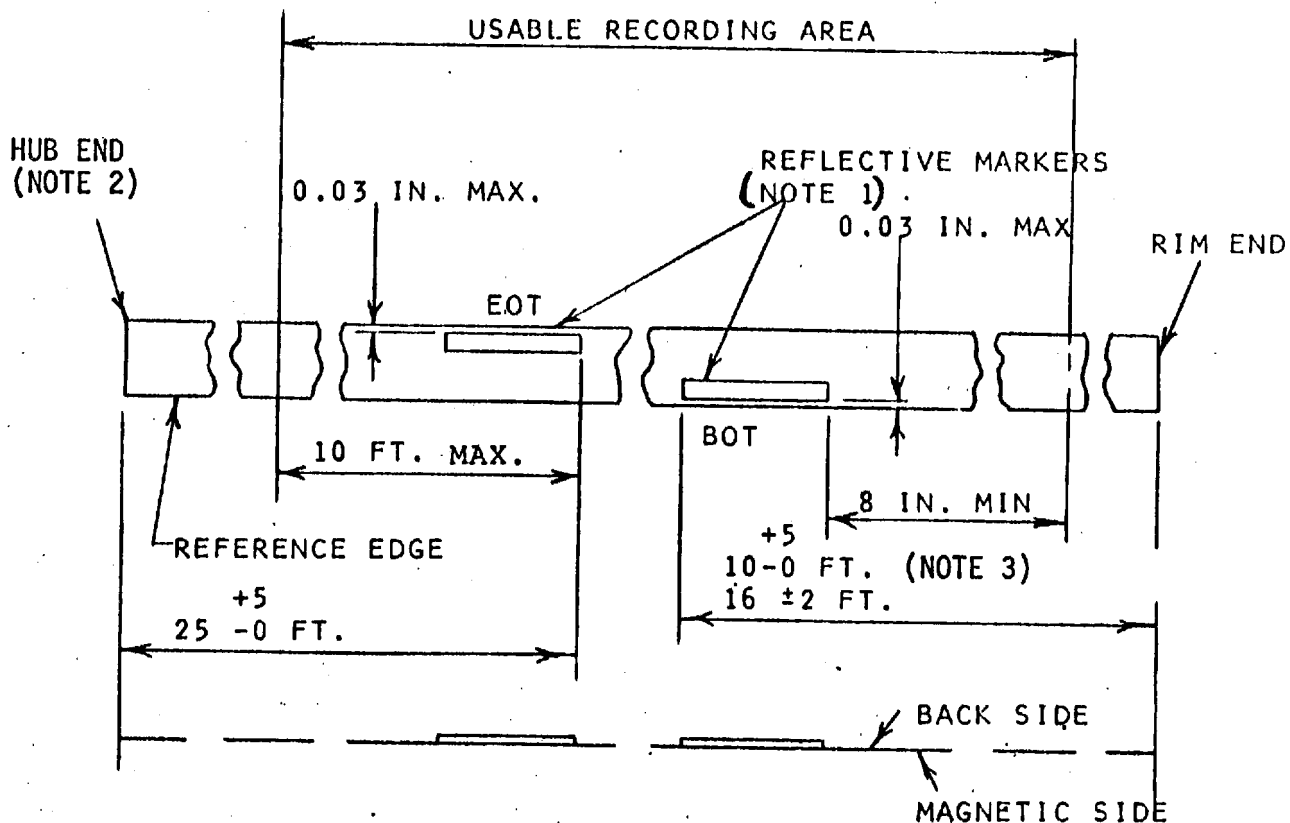 USABLE RECORDING AREA
HUB END
(NOTE 2)
REFLECTIVE MARKERS
(NOTE 1)
0.03 IN. MAX.
0.03 IN. MAX
RIM END
EOT
BOT
10 FT. MAX.
8 IN. MIN
REFERENCE EDGE
+5
10-0 FT. (NOTE 3)
16 ±2 FT.
+5
25 -0 FT.
BACK SIDE
MAGNETIC SIDE